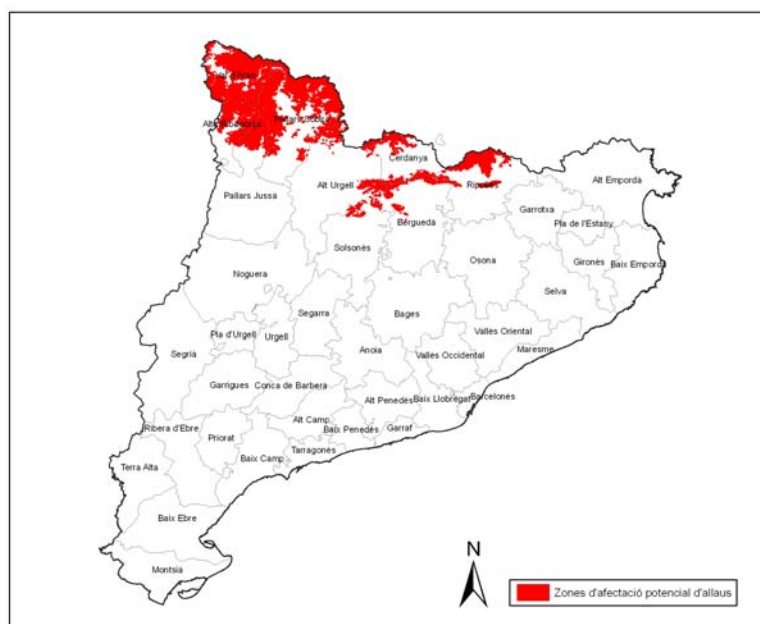 Cerdanya
Alt Urgell
Ripollès
Alt Empordà
Pallars Jussà
Garrotxa
Berguedà
Pla de l'Estany
Solsonès
Osona
Gironès
Baix Empordà
Noguera
Selva
Segarra
Bages
Pla d'Urgell
Urgell
Vallès Oriental
Segrià
Anoia
Vallès Occidental
Maresme
Garrigues
Conca de Barberà
Alt Penedès
Baix Llobregat
Barcelonès
Ribera d'Ebre
Alt Camp
Baix Penedès
Garraf
Priorat
Terra Alta
Baix Camp
Tarragonès
Baix Ebre
Montsià
N
Zones d'afectació potencial d'allaus